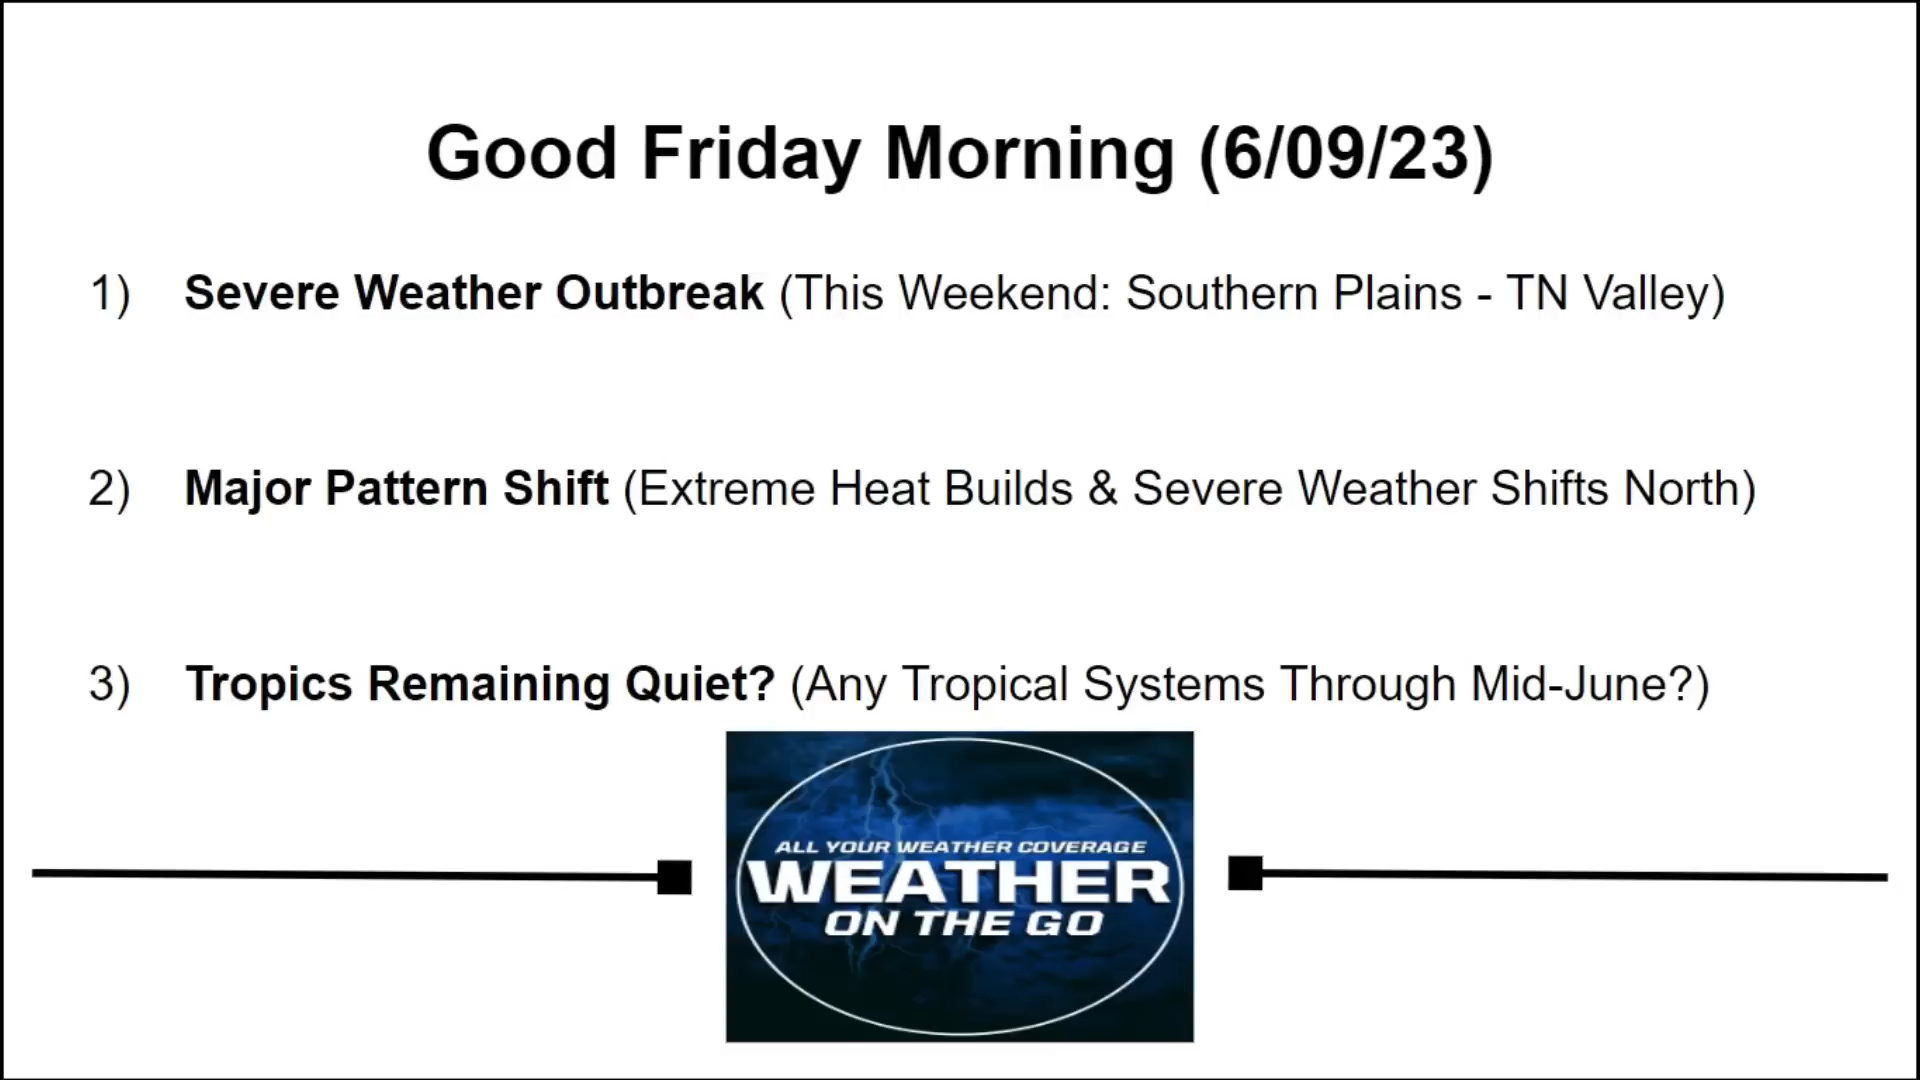 Good Friday Morning (6/09/23)
1) Severe Weather Outbreak (This Weekend: Southern Plains - TN Valley)
2) Major Pattern Shift (Extreme Heat Builds & Severe Weather Shifts North)
3) Tropics Remaining Quiet? (Any Tropical Systems Through Mid-June?)
ALL YOUR WEATHER COVERAGE
WEATHER
ON THE GO